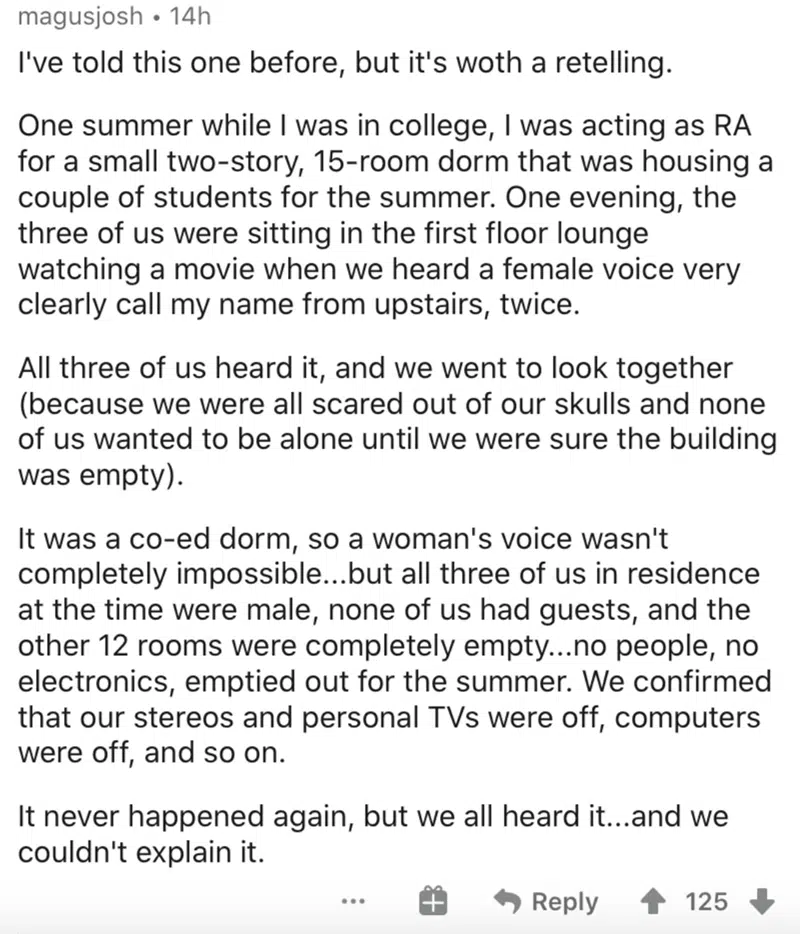 magusjosh • 14h
I've told this one before, but it's woth a retelling.
One summer while I was in college, I was acting as RA
for a small two-story, 15-room dorm that was housing a
couple of students for the summer. One evening, the
three of us were sitting in the first floor lounge
watching a movie when we heard a female voice very
clearly call my name from upstairs, twice.
All three of us heard it, and we went to look together
(because we were all scared out of our skulls and none
of us wanted to be alone until we were sure the building
was empty).
It was a co-ed dorm, so a woman's voice wasn't
completely impossible...but all three of us in residence
at the time were male, none of us had guests, and the
other 12 rooms were completely empty...no people, no
electronics, emptied out for the summer. We confirmed
that our stereos and personal TVs were off, computers
were off, and so on.
It never happened again, but we all heard it...and we
couldn't explain it.
... Reply 125